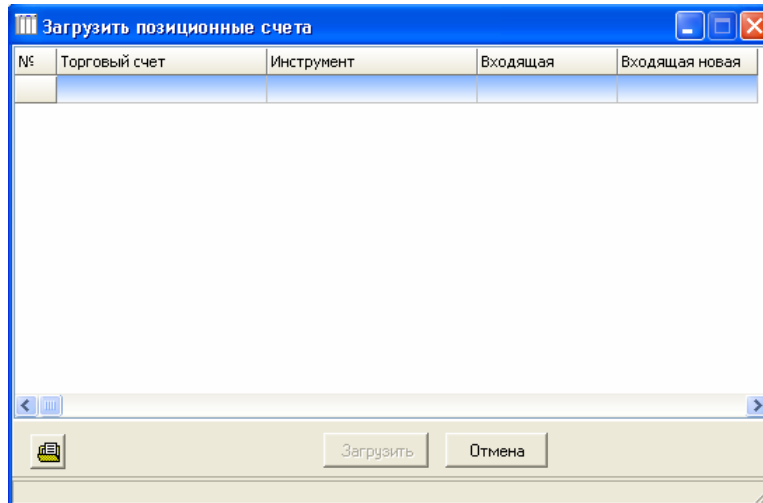 Загрузить позиционные счета
№ Торговый счет Инструмент Входящая Входящая новая
Загрузить Отмена